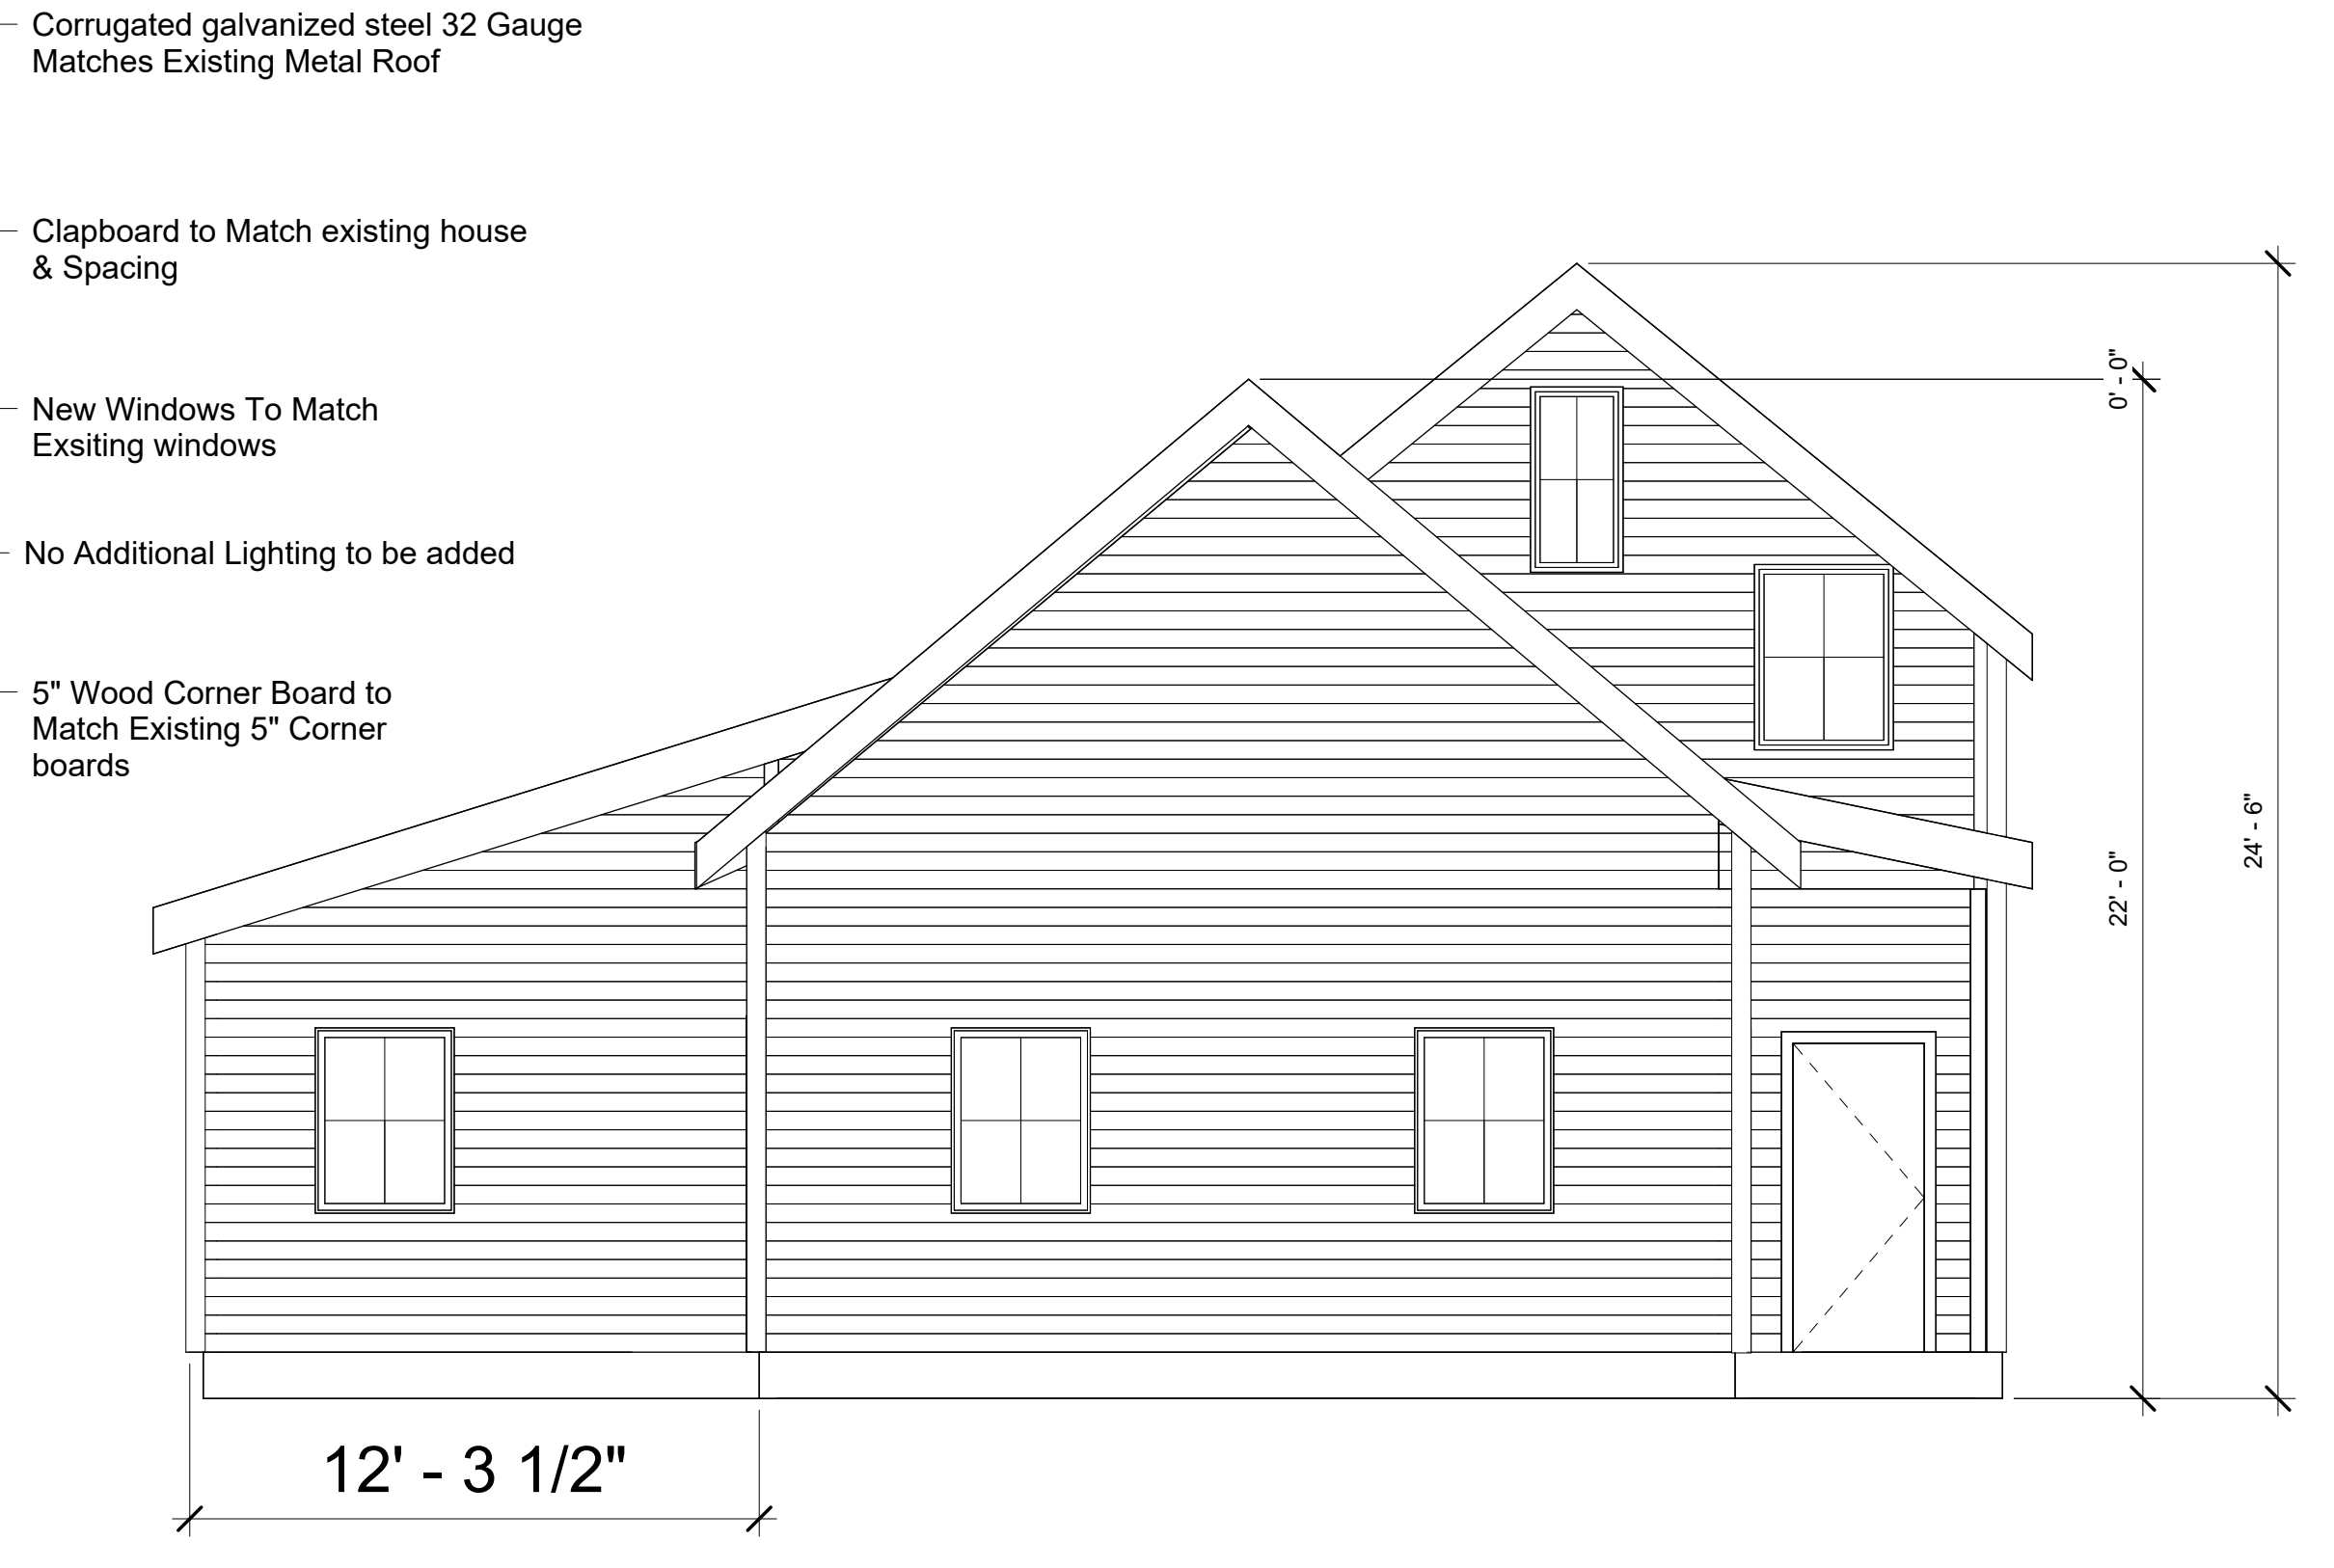 Corrugated galvanized steel 32 Gauge
Matches Existing Metal Roof
Clapboard to Match existing house
& Spacing
New Windows To Match
Exsiting windows
No Additional Lighting to be added
5" Wood Corner Board to
Match Existing 5" Corner
boards
0' - 0"
22' - 0"
24' - 6"
12' - 3 1/2"